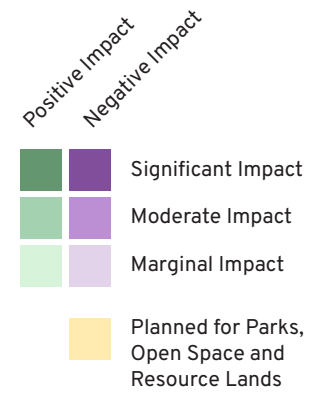 Positive Impact
Negative Impact
Significant Impact
Moderate Impact
Marginal Impact
Planned for Parks,
Open Space and
Resource Lands